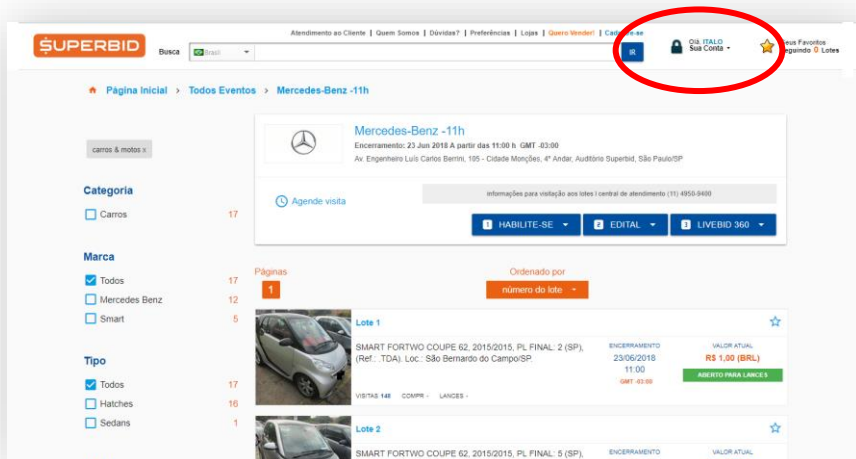 Atendimento ao Cliente | Quem Somos | Dúvidas? | Preferências | Lojas | Quero Vender! | Cadastre-se
SUPERBID
Busca
Brasil
IR
Olá: ITALO
Sua Conta
Seus Favoritos
Seguindo 0 Lotes
Página Inicial > Todos Eventos > Mercedes-Benz -11h
carros & motos x
Mercedes-Benz -11h
Encerramento: 23 Jun 2018 A partir das 11:00 h GMT -03:00
Av. Engenheiro Luís Carlos Berrini, 105 - Cidade Monções, 4º Andar, Auditório Superbid, São Paulo/SP
Agende visita
informações para visitação aos lotes | central de atendimento (11) 4950-9400
1 HABILITE-SE
2 EDITAL
3 LIVEBID 360
Categoria
Carros 17
Marca
Todos 17
Mercedes Benz 12
Smart 5
Tipo
Todos 17
Hatches 16
Sedans 1
Páginas
1
Ordenado por
número do lote
Lote 1
SMART FORTWO COUPE 62, 2015/2015, PL FINAL: 2 (SP),
(Ref.: .TDA). Loc.: São Bernardo do Campo/SP.
VISITAS 148 COMPR - LANCES -
ENCERRAMENTO
23/06/2018
11:00
GMT -03:00
VALOR ATUAL
R$ 1,00 (BRL)
ABERTO PARA LANCES
Lote 2
SMART FORTWO COUPE 62, 2015/2015, PL FINAL: 5 (SP),
ENCERRAMENTO
VALOR ATUAL